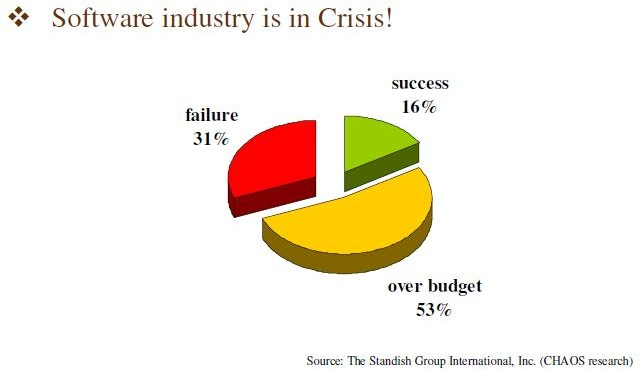 ❖ Software industry is in Crisis!
success
16%
failure
31%
over budget
53%
Source: The Standish Group International, Inc. (CHAOS research)